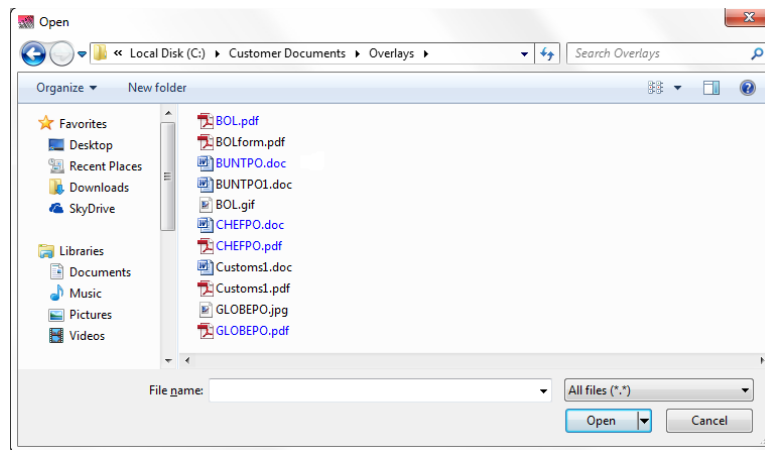 Open
« Local Disk (C:) ▸ Customer Documents ▸ Overlays ▸
Search Overlays
Organize ▾ New folder
Favorites
Desktop
Recent Places
Downloads
SkyDrive
Libraries
Documents
Music
Pictures
Videos
BOL.pdf
BOLform.pdf
BUNTPO.doc
BUNTPO1.doc
BOL.gif
CHEFPO.doc
CHEFPO.pdf
Customs1.doc
Customs1.pdf
GLOBEPO.jpg
GLOBEPO.pdf
File name:
All files (*.*)
Open
Cancel